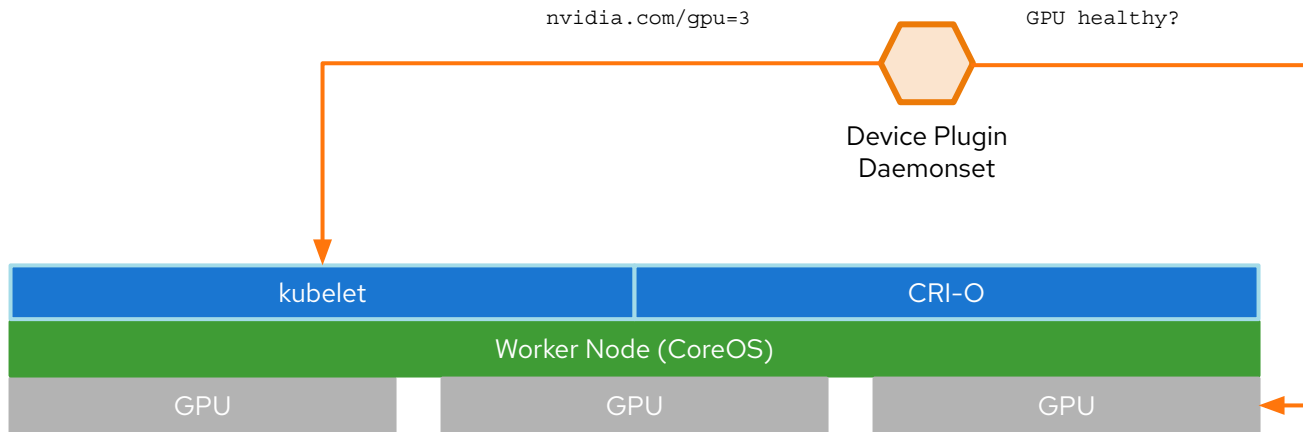 nvidia.com/gpu=3
GPU healthy?
Device Plugin
Daemonset
kubelet
CRI-O
Worker Node (CoreOS)
GPU
GPU
GPU